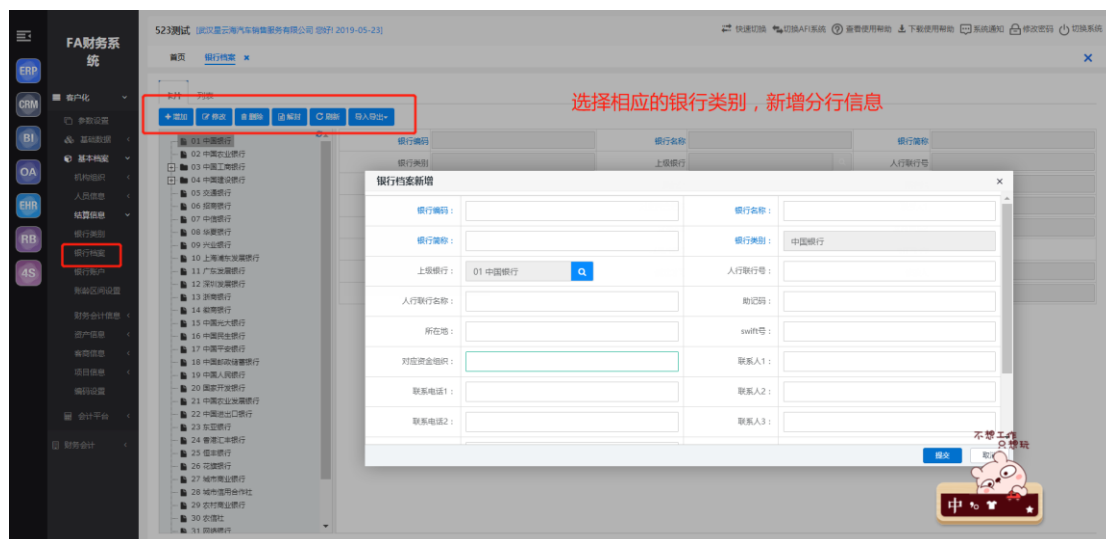 523测试 [武汉星云海汽车销售服务有限公司 您好! 2019-05-23]
快速切换 切换AFI系统 查看使用帮助 下载使用帮助 系统通知 修改密码 切换系统
FA财务系统
首页 银行档案 ×
ERP
CRM
BI
OA
EHR
RB
4S
客户化
参数设置
基础数据
基本档案
机构组织
人员信息
结算信息
银行类别
银行档案
银行账户
账龄区间设置
财务会计信息
资产信息
客商信息
项目信息
编码设置
会计平台
财务会计
卡片 列表
选择相应的银行类别，新增分行信息
增加 修改 删除 解封 刷新 导入导出
01 中国银行
02 中国农业银行
03 中国工商银行
04 中国建设银行
05 交通银行
06 招商银行
07 中信银行
08 华夏银行
09 兴业银行
10 上海浦东发展银行
11 广东发展银行
12 深圳发展银行
13 浙商银行
14 徽商银行
15 中国光大银行
16 中国民生银行
17 中国平安银行
18 中国邮政储蓄银行
19 中国人民银行
20 国家开发银行
21 中国农业发展银行
22 中国进出口银行
23 东亚银行
24 香港汇丰银行
25 恒丰银行
26 花旗银行
27 城市商业银行
28 城市信用合作社
29 农村商业银行
30 农信社
31 网络银行
银行编码 银行名称 银行简称
银行类别 上级银行 人行联行号
银行档案新增 ×
银行编码： 银行名称：
银行简称： 银行类别： 中国银行
上级银行： 01 中国银行 人行联行号：
人行联行名称： 助记码：
所在地： swift号：
对应资金组织： 联系人1：
联系电话1： 联系人2：
联系电话2： 联系人3：
提交 取消
不想工作
只想玩
中